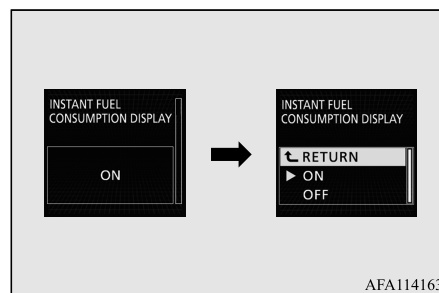 INSTANT FUEL
CONSUMPTION DISPLAY
ON
INSTANT FUEL
CONSUMPTION DISPLAY
RETURN
ON
OFF
AFA114163